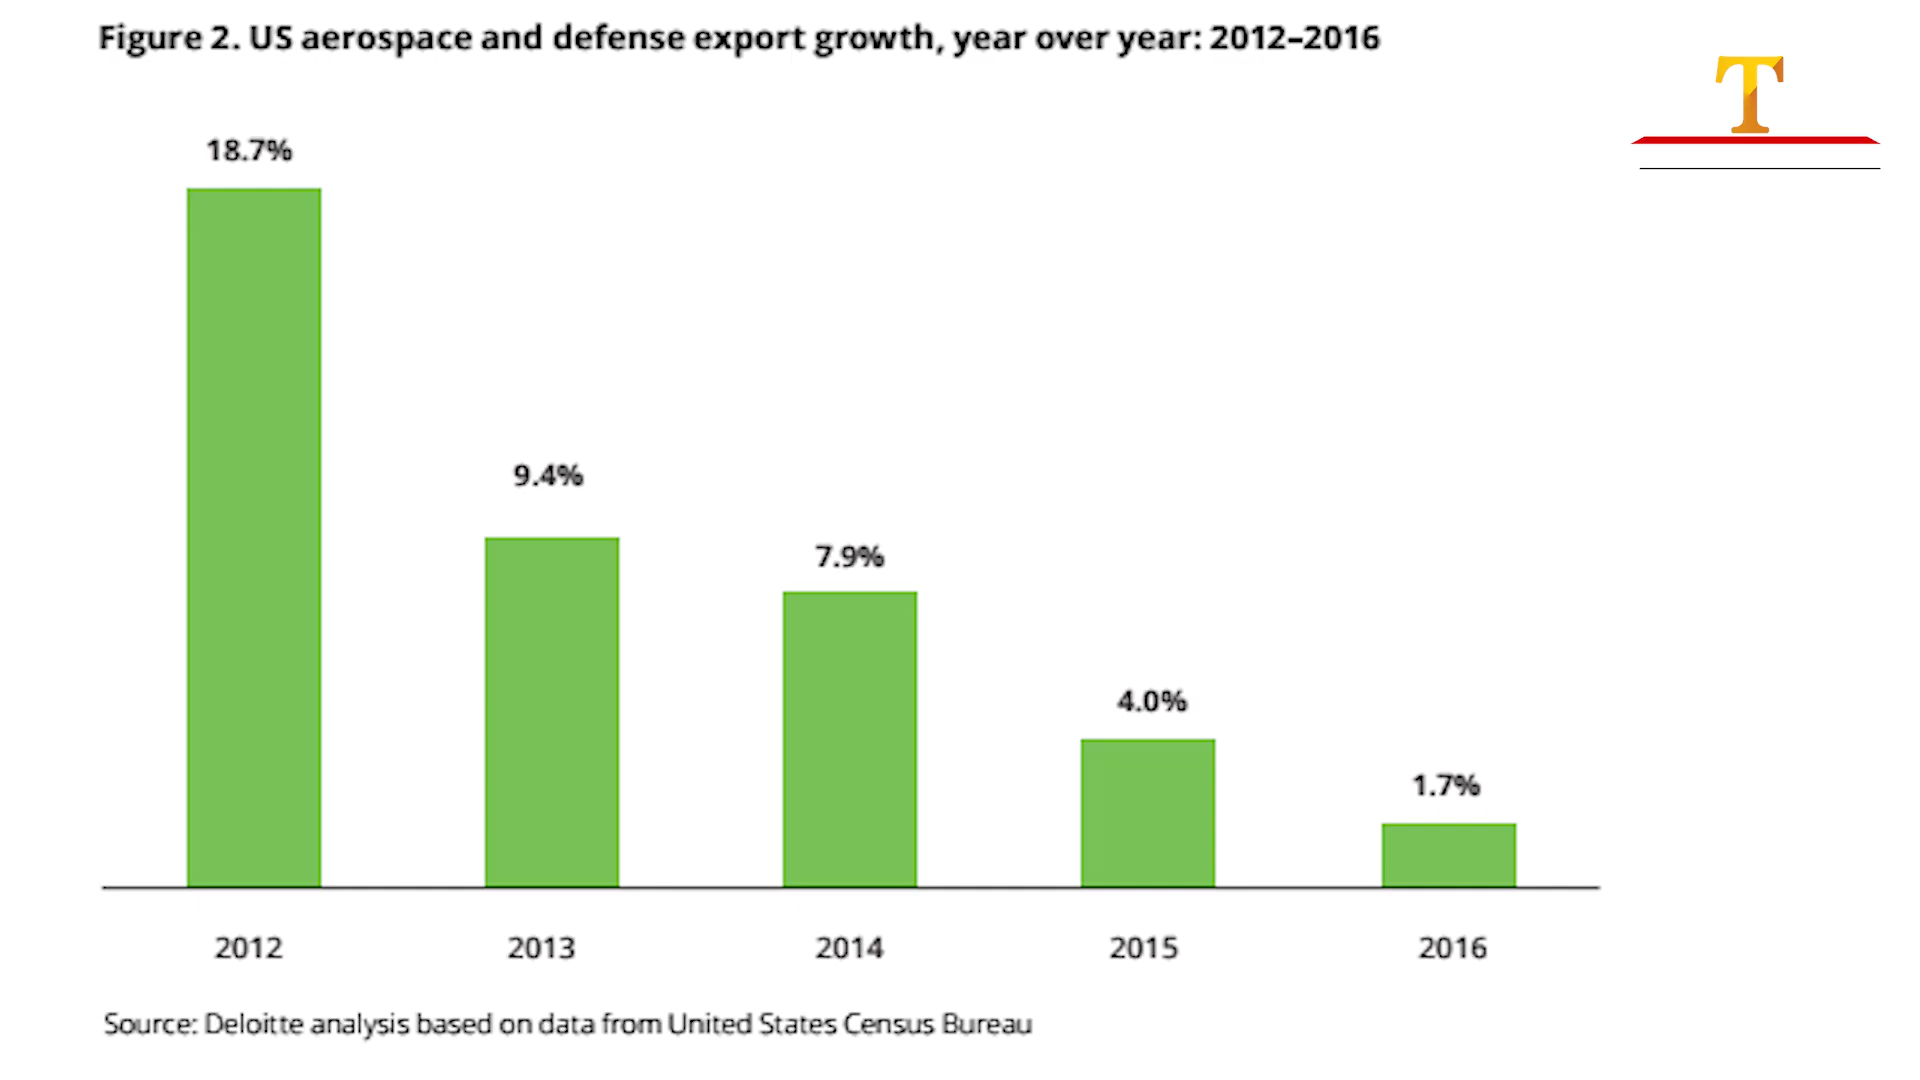 Figure 2. US aerospace and defense export growth, year over year: 2012–2016
T
18.7%
9.4%
7.9%
4.0%
1.7%
2012 2013 2014 2015 2016
Source: Deloitte analysis based on data from United States Census Bureau